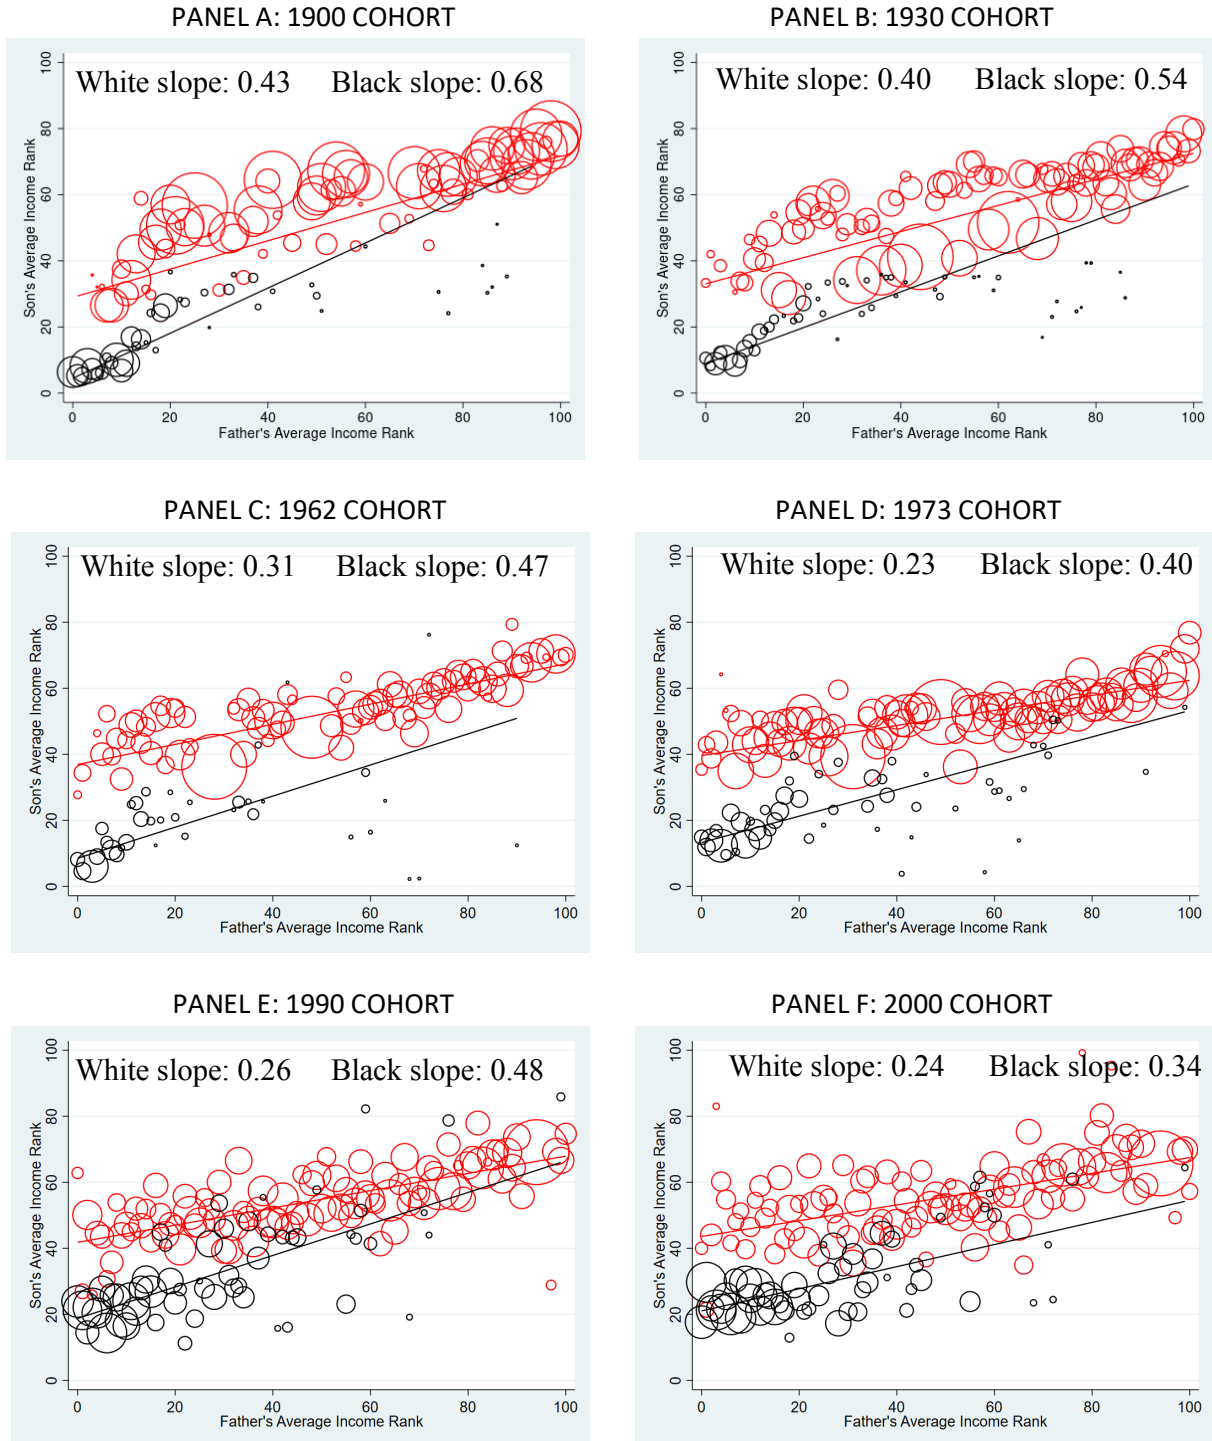 PANEL A: 1900 COHORT
White slope: 0.43 Black slope: 0.68
Son's Average Income Rank
100
80
60
40
20
0
0 20 40 60 80 100
Father's Average Income Rank
PANEL B: 1930 COHORT
White slope: 0.40 Black slope: 0.54
Son's Average Income Rank
100
80
60
40
20
0
0 20 40 60 80 100
Father's Average Income Rank
PANEL C: 1962 COHORT
White slope: 0.31 Black slope: 0.47
Son's Average Income Rank
100
80
60
40
20
0
0 20 40 60 80 100
Father's Average Income Rank
PANEL D: 1973 COHORT
White slope: 0.23 Black slope: 0.40
Son's Average Income Rank
100
80
60
40
20
0
0 20 40 60 80 100
Father's Average Income Rank
PANEL E: 1990 COHORT
White slope: 0.26 Black slope: 0.48
Son's Average Income Rank
100
80
60
40
20
0
0 20 40 60 80 100
Father's Average Income Rank
PANEL F: 2000 COHORT
White slope: 0.24 Black slope: 0.34
Son's Average Income Rank
100
80
60
40
20
0
0 20 40 60 80 100
Father's Average Income Rank